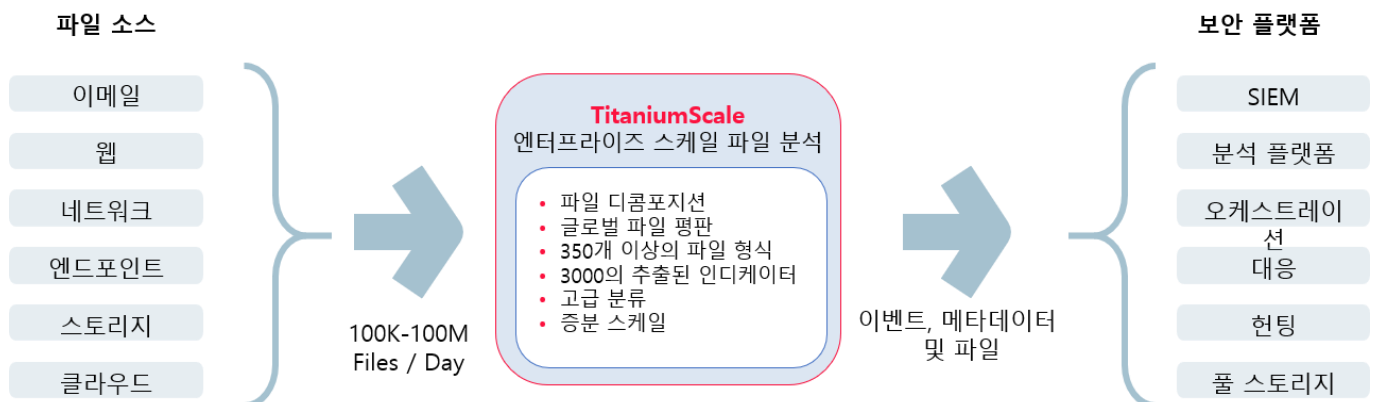 파일 소스
이메일
웹
네트워크
엔드포인트
스토리지
클라우드
100K-100M
Files / Day
TitaniumScale
엔터프라이즈 스케일 파일 분석
• 파일 디콤포지션
• 글로벌 파일 평판
• 350개 이상의 파일 형식
• 3000의 추출된 인디케이터
• 고급 분류
• 증분 스케일
이벤트, 메타데이터
및 파일
보안 플랫폼
SIEM
분석 플랫폼
오케스트레이
션
대응
헌팅
풀 스토리지